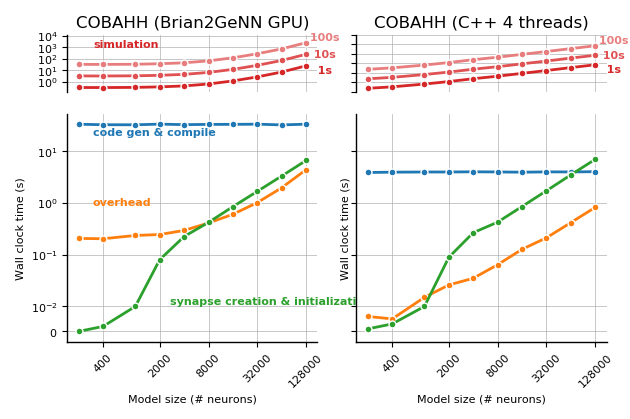 COBAHH (Brian2GeNN GPU)
COBAHH (C++ 4 threads)
10⁴
10³
10²
10¹
10⁰
simulation
100s
10s
1s
100s
10s
1s
code gen & compile
overhead
synapse creation & initializati
10¹
10⁰
10⁻¹
10⁻²
0
Wall clock time (s)
Wall clock time (s)
400
2000
8000
32000
128000
400
2000
8000
32000
128000
Model size (# neurons)
Model size (# neurons)